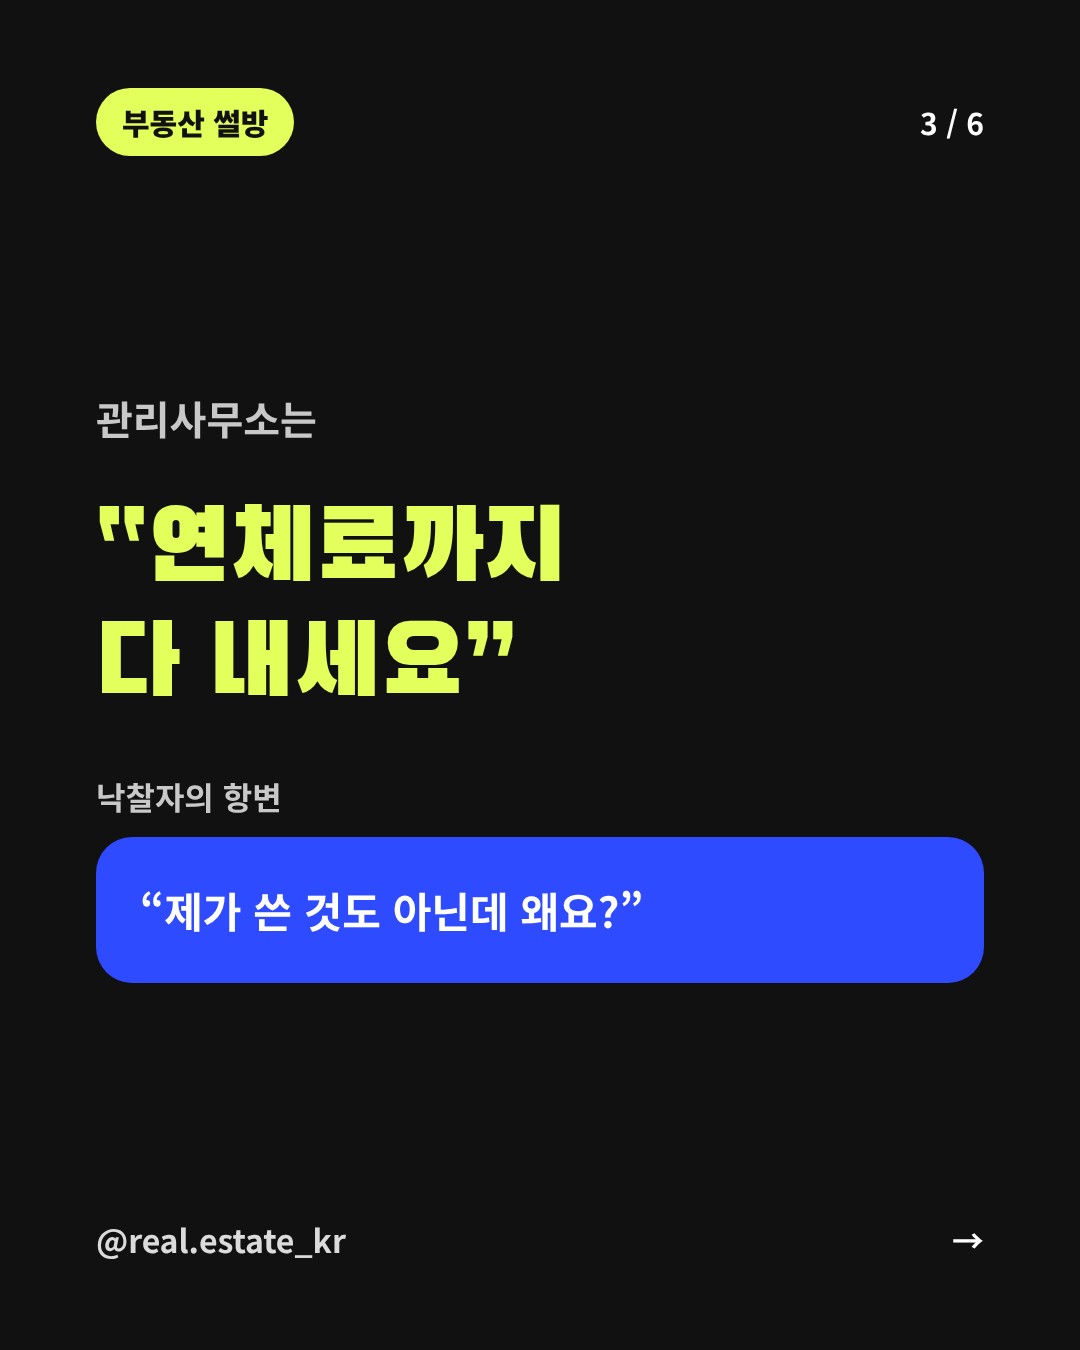 부동산 썰방
3 / 6
관리사무소는
“연체료까지
다 내세요”
낙찰자의 항변
“제가 쓴 것도 아닌데 왜요?”
@real.estate_kr
→